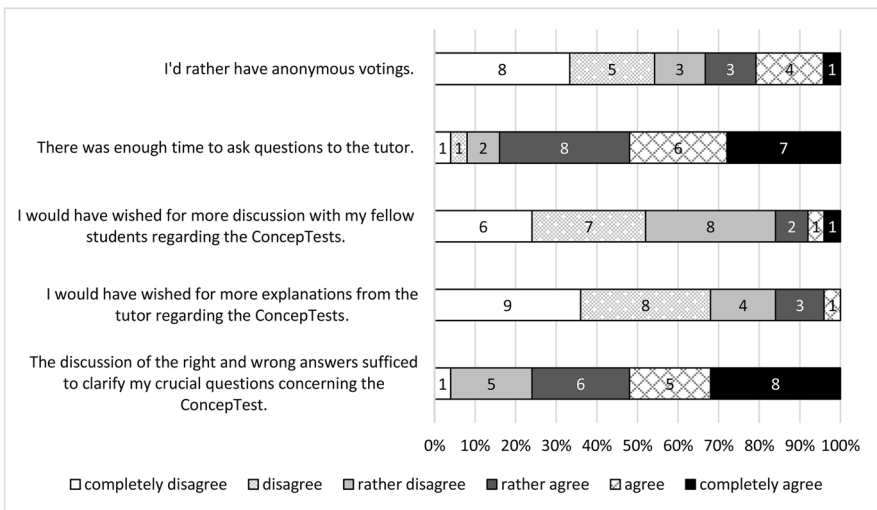 I'd rather have anonymous votings.
8 5 3 3 4 1
There was enough time to ask questions to the tutor.
1 1 2 8 6 7
I would have wished for more discussion with my fellow
students regarding the ConcepTests.
6 7 8 2 1 1
I would have wished for more explanations from the
tutor regarding the ConcepTests.
9 8 4 3 1
The discussion of the right and wrong answers sufficed
to clarify my crucial questions concerning the
ConcepTest.
1 5 6 5 8
0% 10% 20% 30% 40% 50% 60% 70% 80% 90% 100%
completely disagree disagree rather disagree rather agree agree completely agree